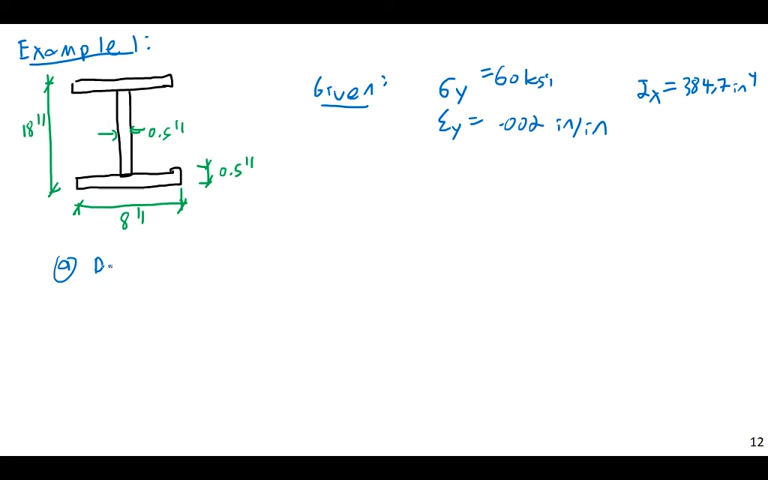 Example 1:
Given:
σy = 60 ksi
Ix = 384.7 in⁴
εy = .002 in/in
18"
0.5"
0.5"
8"
ⓐ D
12